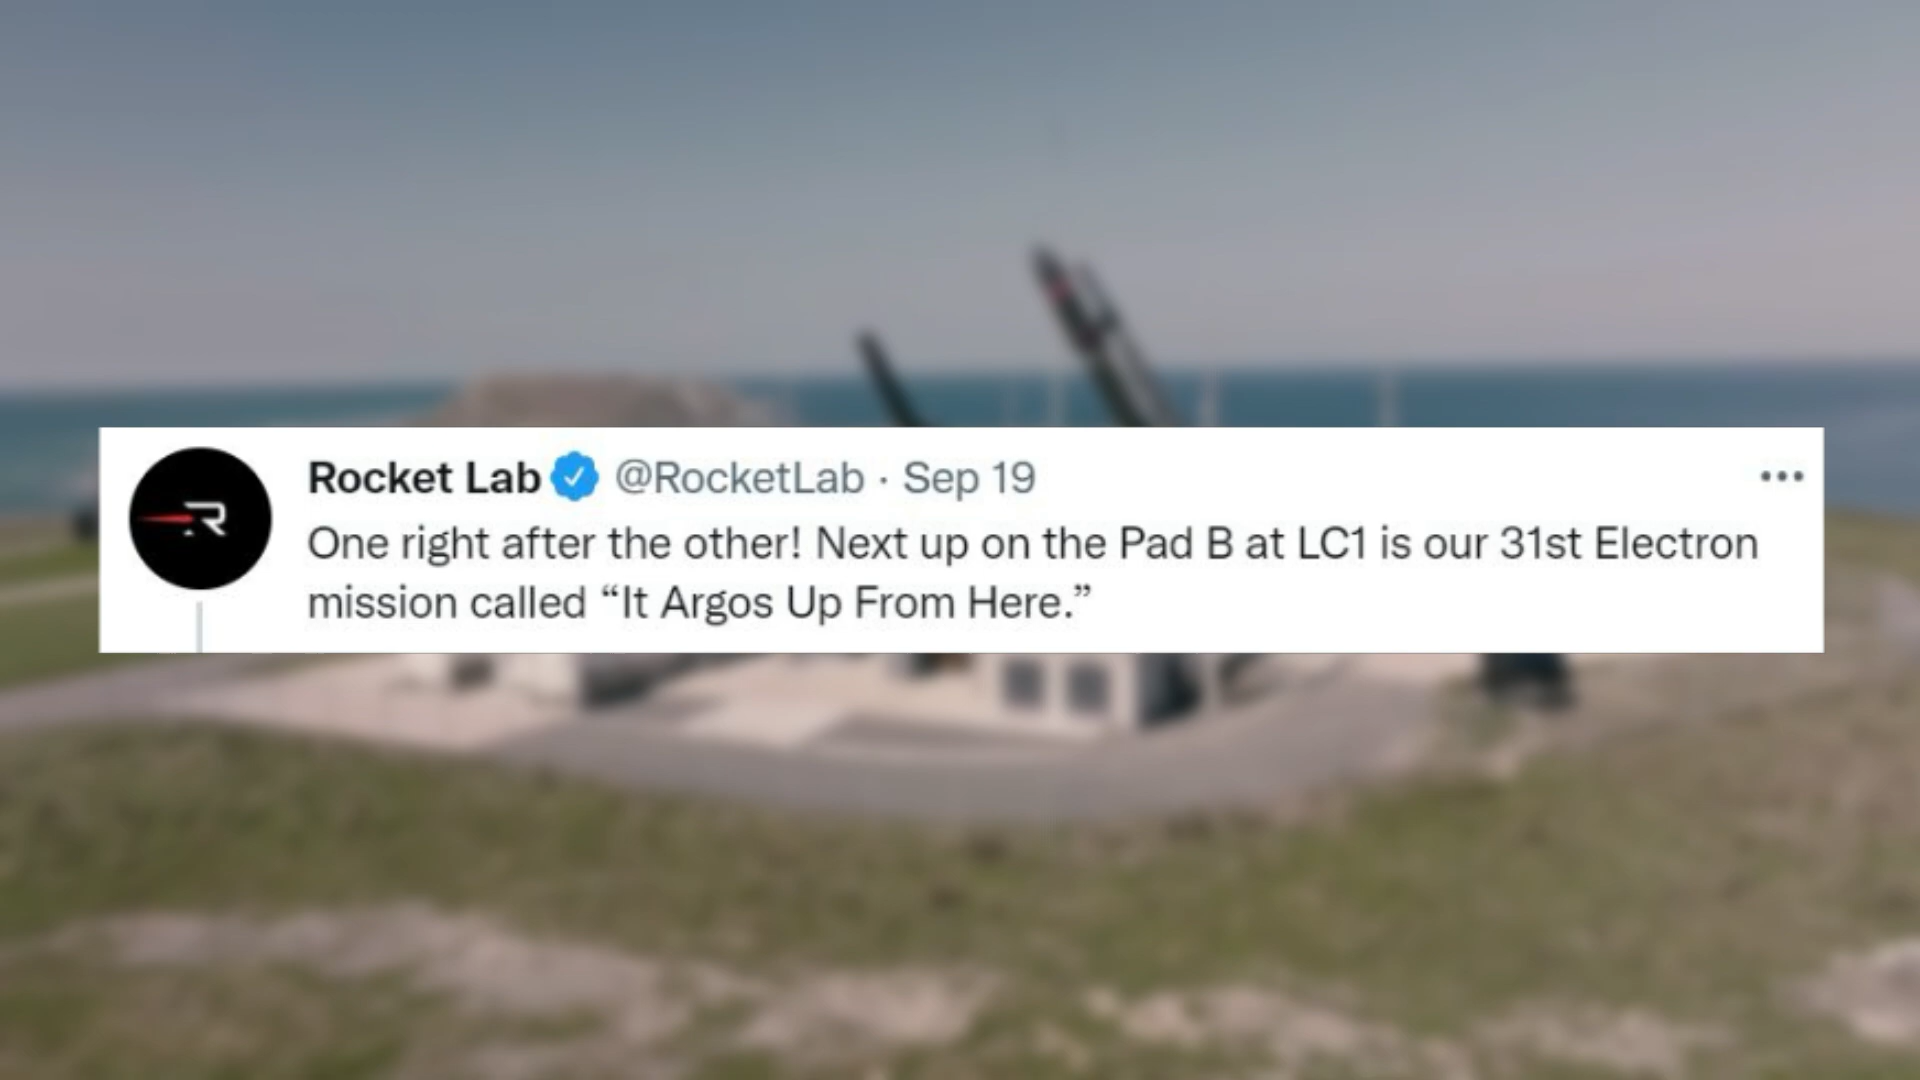 Rocket Lab @RocketLab · Sep 19
One right after the other! Next up on the Pad B at LC1 is our 31st Electron
mission called “It Argos Up From Here.”